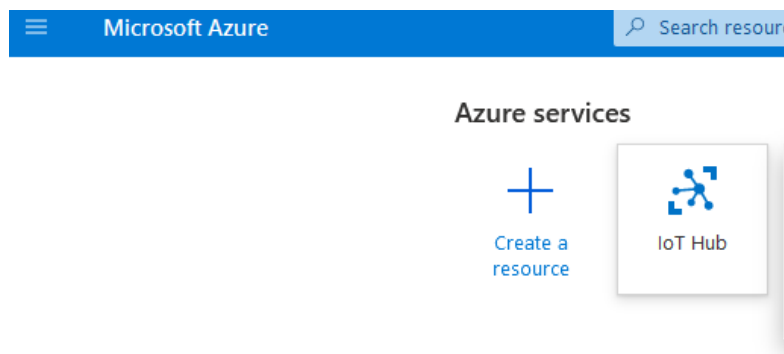 Microsoft Azure
Search resour
Azure services
Create a
resource
IoT Hub